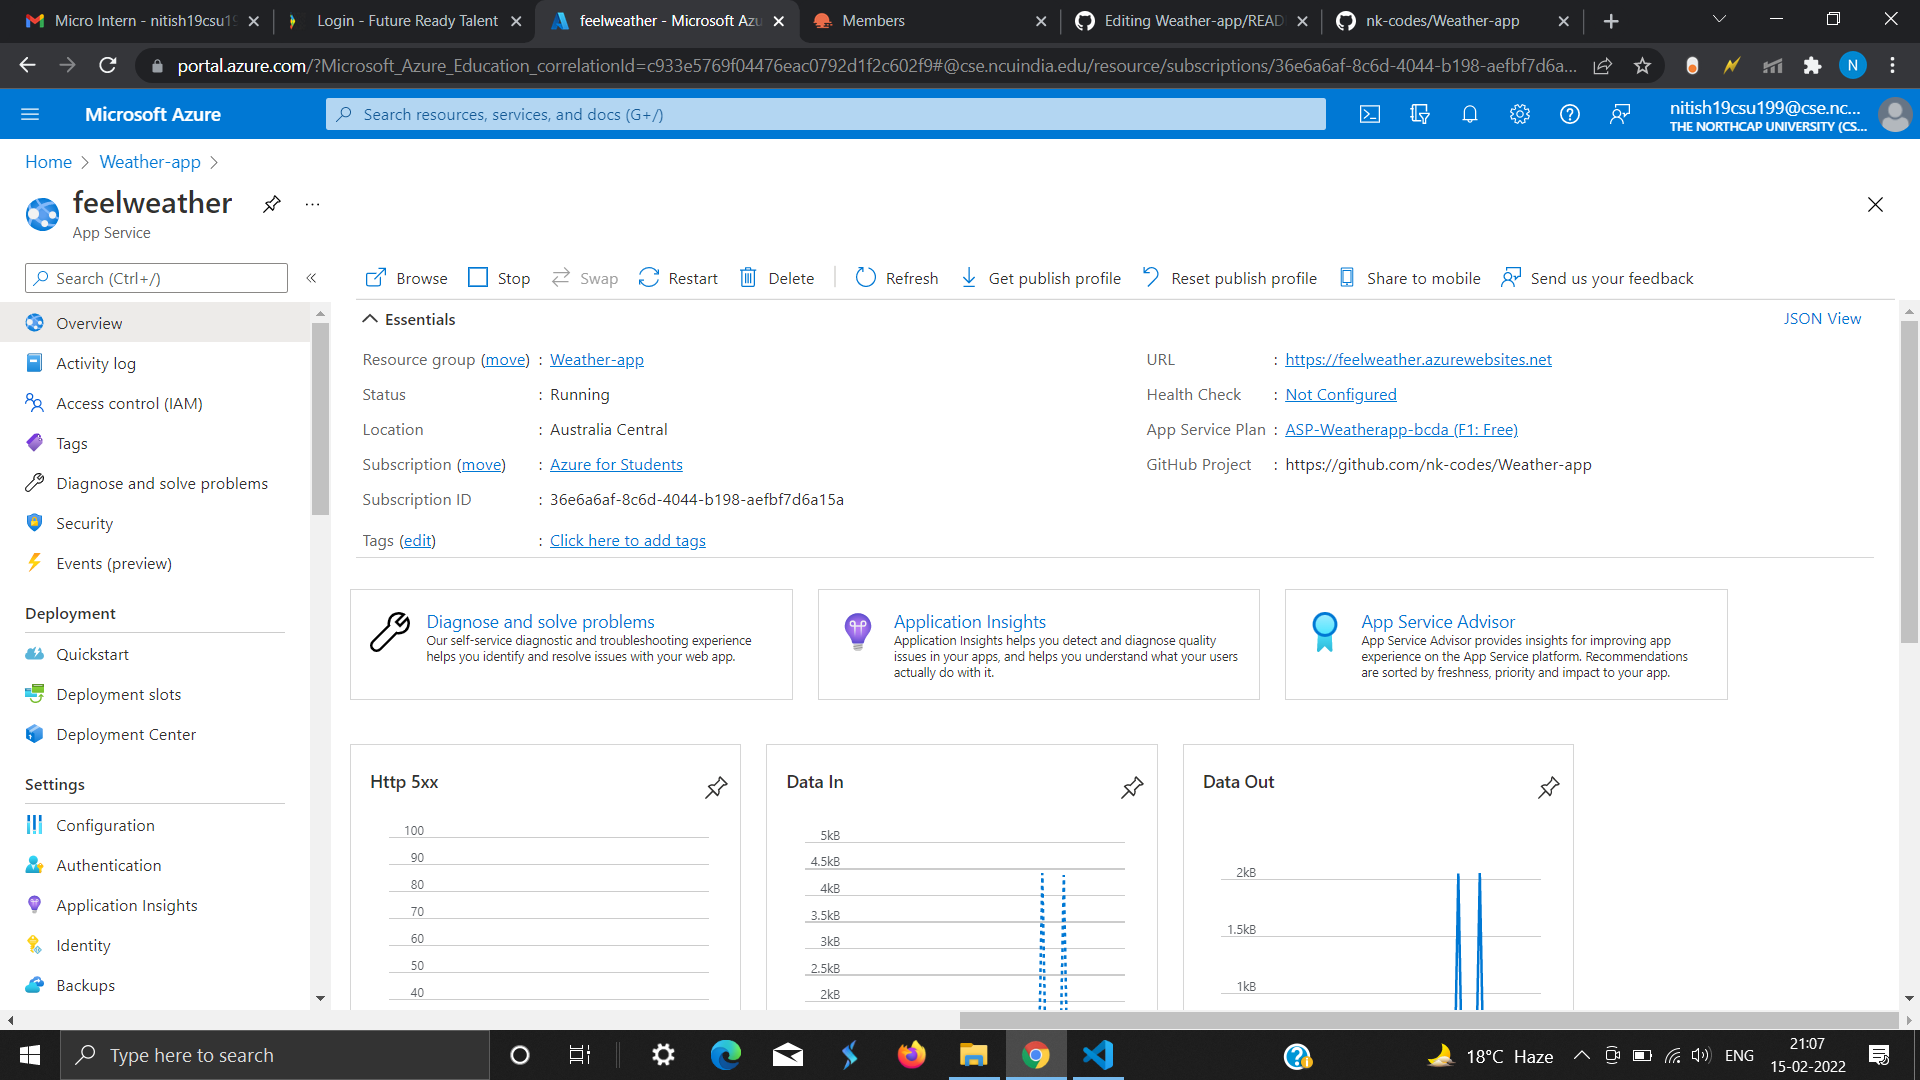 Micro Intern - nitish19csu19
Login - Future Ready Talent
feelweather - Microsoft Azu
Members
Editing Weather-app/READ
nk-codes/Weather-app
portal.azure.com/?Microsoft_Azure_Education_correlationId=c933e5769f04476eac0792d1f2c602f9#@cse.ncuindia.edu/resource/subscriptions/36e6a6af-8c6d-4044-b198-aefbf7d6a...
N
Microsoft Azure
Search resources, services, and docs (G+/)
nitish19csu199@cse.nc...
THE NORTHCAP UNIVERSITY (CS...
Home > Weather-app >
feelweather
...
App Service
Search (Ctrl+/)
«
Browse
Stop
Swap
Restart
Delete
Refresh
Get publish profile
Reset publish profile
Share to mobile
Send us your feedback
Overview
Activity log
Access control (IAM)
Tags
Diagnose and solve problems
Security
Events (preview)
Deployment
Quickstart
Deployment slots
Deployment Center
Settings
Configuration
Authentication
Application Insights
Identity
Backups
Essentials
JSON View
Resource group (move) : Weather-app
Status : Running
Location : Australia Central
Subscription (move) : Azure for Students
Subscription ID : 36e6a6af-8c6d-4044-b198-aefbf7d6a15a
Tags (edit) : Click here to add tags
URL : https://feelweather.azurewebsites.net
Health Check : Not Configured
App Service Plan : ASP-Weatherapp-bcda (F1: Free)
GitHub Project : https://github.com/nk-codes/Weather-app
Diagnose and solve problems
Our self-service diagnostic and troubleshooting experience
helps you identify and resolve issues with your web app.
Application Insights
Application Insights helps you detect and diagnose quality
issues in your apps, and helps you understand what your users
actually do with it.
App Service Advisor
App Service Advisor provides insights for improving app
experience on the App Service platform. Recommendations
are sorted by freshness, priority and impact to your app.
Http 5xx
100
90
80
70
60
50
40
Data In
5kB
4.5kB
4kB
3.5kB
3kB
2.5kB
2kB
Data Out
2kB
1.5kB
1kB
Type here to search
18°C Haze
ENG
21:07
15-02-2022